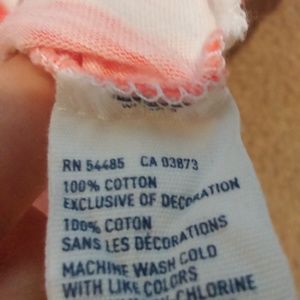 RN 54485 CA 03873
100% COTTON
EXCLUSIVE OF DECORATION
100% COTON
SANS LES DÉCORATIONS
MACHINE WASH COLD
WITH LIKE COLORS
CHLORINE